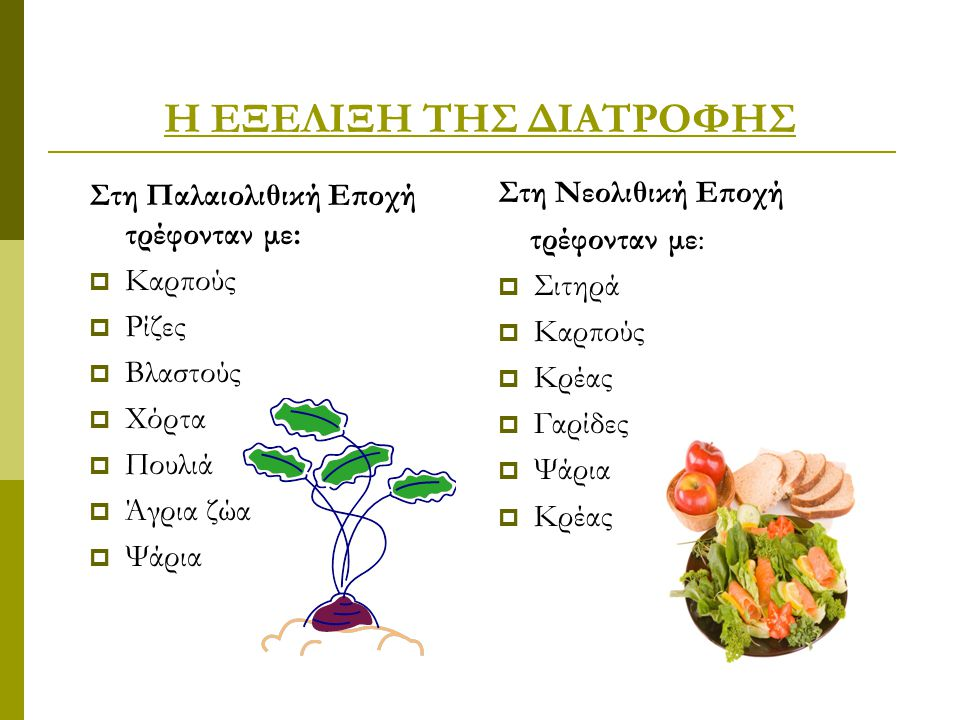 Η ΕΞΕΛΙΞΗ ΤΗΣ ΔΙΑΤΡΟΦΗΣ
Στη Παλαιολιθική Εποχή
τρέφονταν με:
Καρπούς
Ρίζες
Βλαστούς
Χόρτα
Πουλιά
Άγρια ζώα
Ψάρια
Στη Νεολιθική Εποχή
τρέφονταν με:
Σιτηρά
Καρπούς
Κρέας
Γαρίδες
Ψάρια
Κρέας